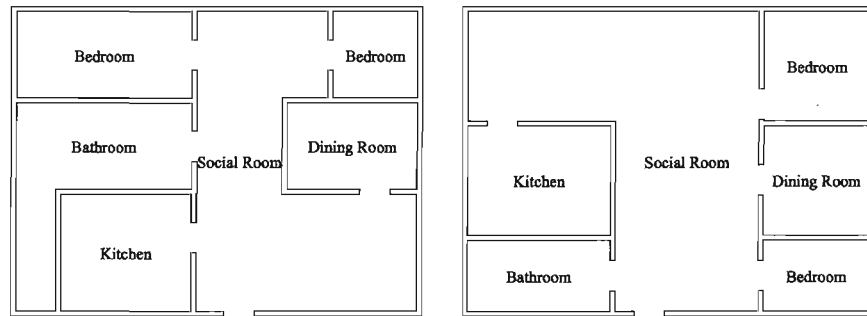 Bedroom
Bedroom
Bathroom
Social Room
Dining Room
Kitchen
Bedroom
Kitchen
Social Room
Dining Room
Bathroom
Bedroom